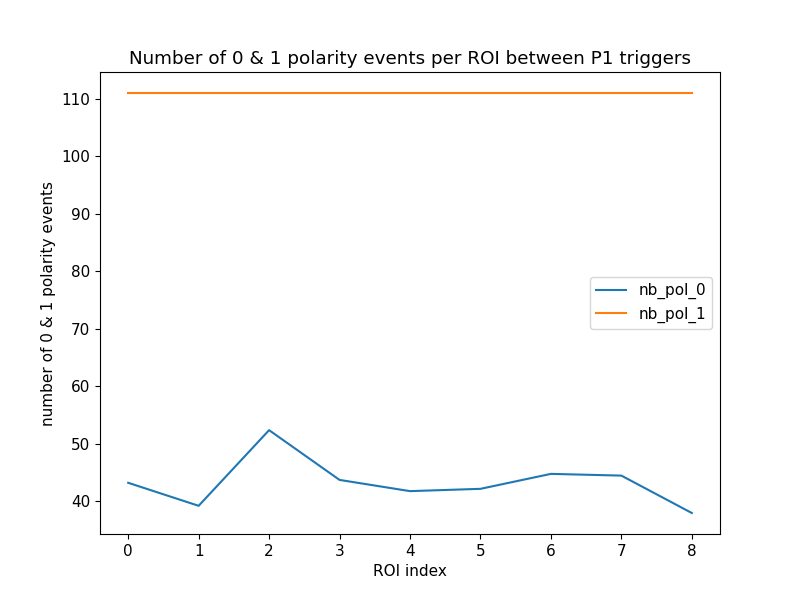 Number of 0 & 1 polarity events per ROI between P1 triggers
110
100
90
80
70
60
50
40
number of 0 & 1 polarity events
nb_pol_0
nb_pol_1
0 1 2 3 4 5 6 7 8
ROI index